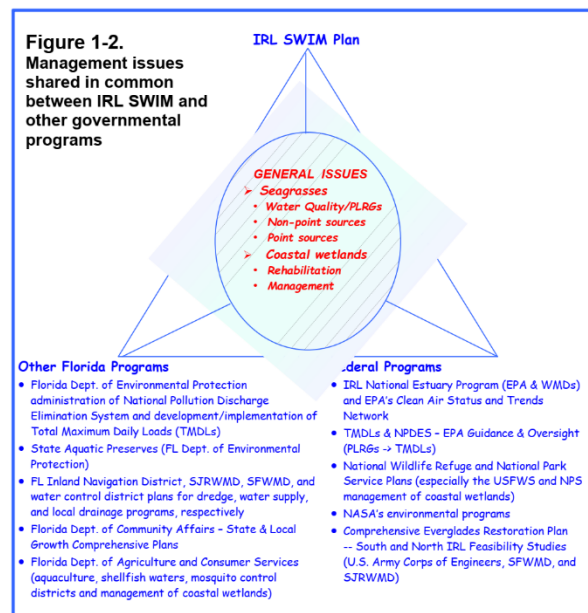 Figure 1-2.
Management issues
shared in common
between IRL SWIM and
other governmental
programs
IRL SWIM Plan
GENERAL ISSUES
➢ Seagrasses
• Water Quality/PLRGs
• Non-point sources
• Point sources
➢ Coastal wetlands
• Rehabilitation
• Management
Other Florida Programs
• Florida Dept. of Environmental Protection
administration of National Pollution Discharge
Elimination System and development/implementation of
Total Maximum Daily Loads (TMDLs)
• State Aquatic Preserves (FL Dept. of Environmental
Protection)
• FL Inland Navigation District, SJRWMD, SFWMD, and
water control district plans for dredge, water supply,
and local drainage programs, respectively
• Florida Dept. of Community Affairs – State & Local
Growth Comprehensive Plans
• Florida Dept. of Agriculture and Consumer Services
(aquaculture, shellfish waters, mosquito control
districts and management of coastal wetlands)
ederal Programs
• IRL National Estuary Program (EPA & WMDs)
and EPA's Clean Air Status and Trends
Network
• TMDLs & NPDES – EPA Guidance & Oversight
(PLRGs -> TMDLs)
• National Wildlife Refuge and National Park
Service Plans (especially the USFWS and NPS
management of coastal wetlands)
• NASA's environmental programs
• Comprehensive Everglades Restoration Plan
-- South and North IRL Feasibility Studies
(U.S. Army Corps of Engineers, SFWMD, and
SJRWMD)